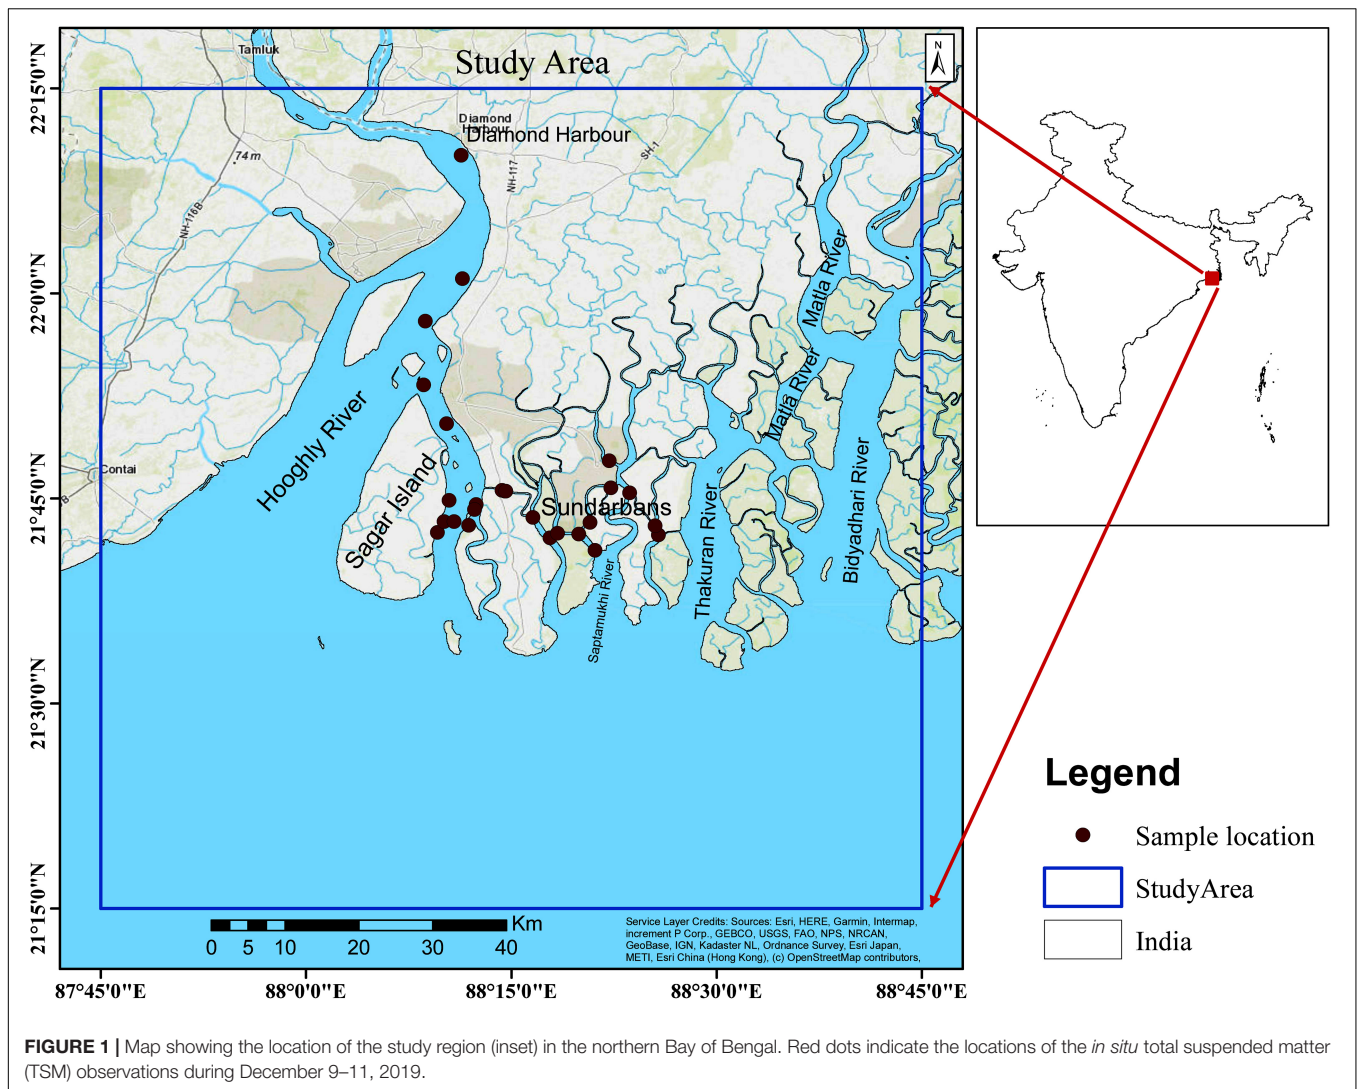 Study Area
N
Tamluk
Diamond
Harbour
Diamond Harbour
74 m
NH-116B
NH-117
SH-1
Matla River
Matla River
Hooghly River
Contai
B
Sagar Island
Sundarbans
Saptamukhi River
Thakuran River
Bidyadhari River
22°15'0"N
22°0'0"N
21°45'0"N
21°30'0"N
21°15'0"N
Km
0 5 10 20 30 40
Service Layer Credits: Sources: Esri, HERE, Garmin, Intermap,
increment P Corp., GEBCO, USGS, FAO, NPS, NRCAN,
GeoBase, IGN, Kadaster NL, Ordnance Survey, Esri Japan,
METI, Esri China (Hong Kong), (c) OpenStreetMap contributors,
87°45'0"E 88°0'0"E 88°15'0"E 88°30'0"E 88°45'0"E
Legend
Sample location
StudyArea
India
FIGURE 1 | Map showing the location of the study region (inset) in the northern Bay of Bengal. Red dots indicate the locations of the in situ total suspended matter
(TSM) observations during December 9–11, 2019.